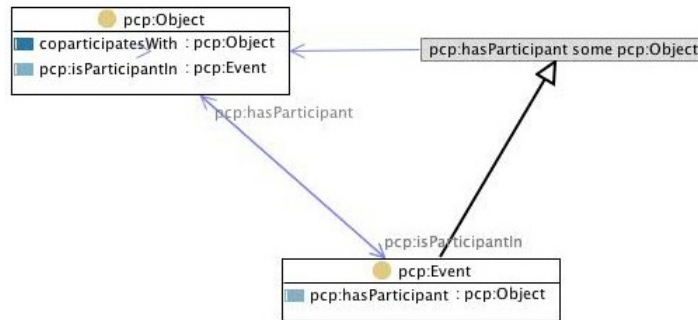 pcp:Object
coparticipatesWith : pcp:Object
pcp:isParticipantIn : pcp:Event
pcp:hasParticipant some pcp:Object
pcp:hasParticipant
pcp:isParticipantIn
pcp:Event
pcp:hasParticipant : pcp:Object